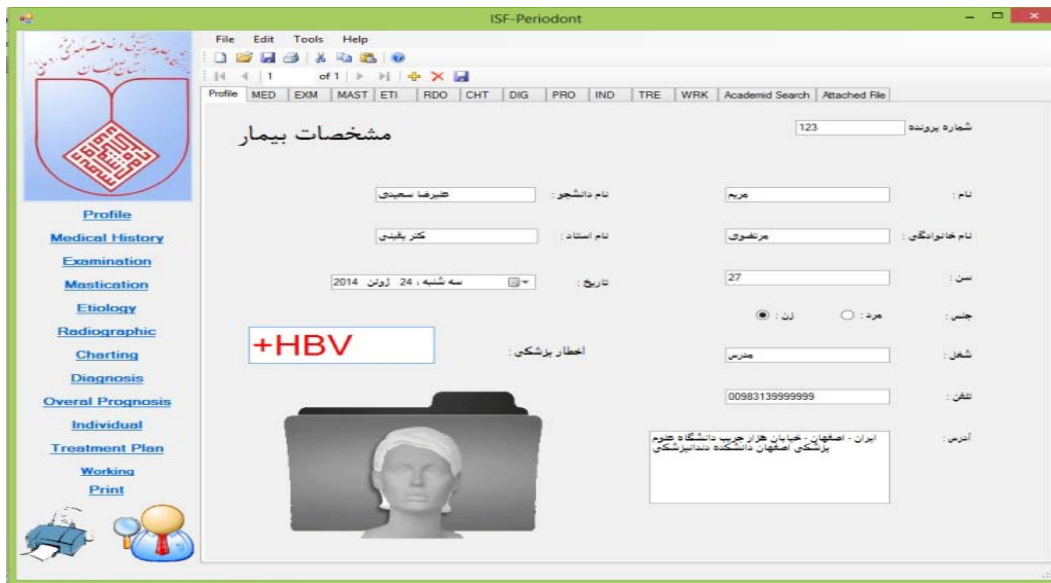 ISF-Periodont
File Edit Tools Help
1 of 1
Profile MED EXM MAST ETI RDO CHT DIG PRO IND TRE WRK Academid Search Attached File
مشخصات بیمار
شماره پرونده 123
نام : مریم
نام دانشجو : علیرضا سعیدی
نام خانوادگی : مرتضوی
نام استاد : کتر یقینی
سن : 27
تاریخ : سه شنبه ، 24 ژوئن 2014
جنس : مرد : زن :
اخطار پزشکی : +HBV
شغل : مدرس
تلفن : 00983139999999
آدرس : ایران - اصفهان - خیابان هزار جریب دانشگاه علوم
پزشکی اصفهان دانشکده دندانپزشکی
Profile
Medical History
Examination
Mastication
Etiology
Radiographic
Charting
Diagnosis
Overal Prognosis
Individual
Treatment Plan
Working
Print